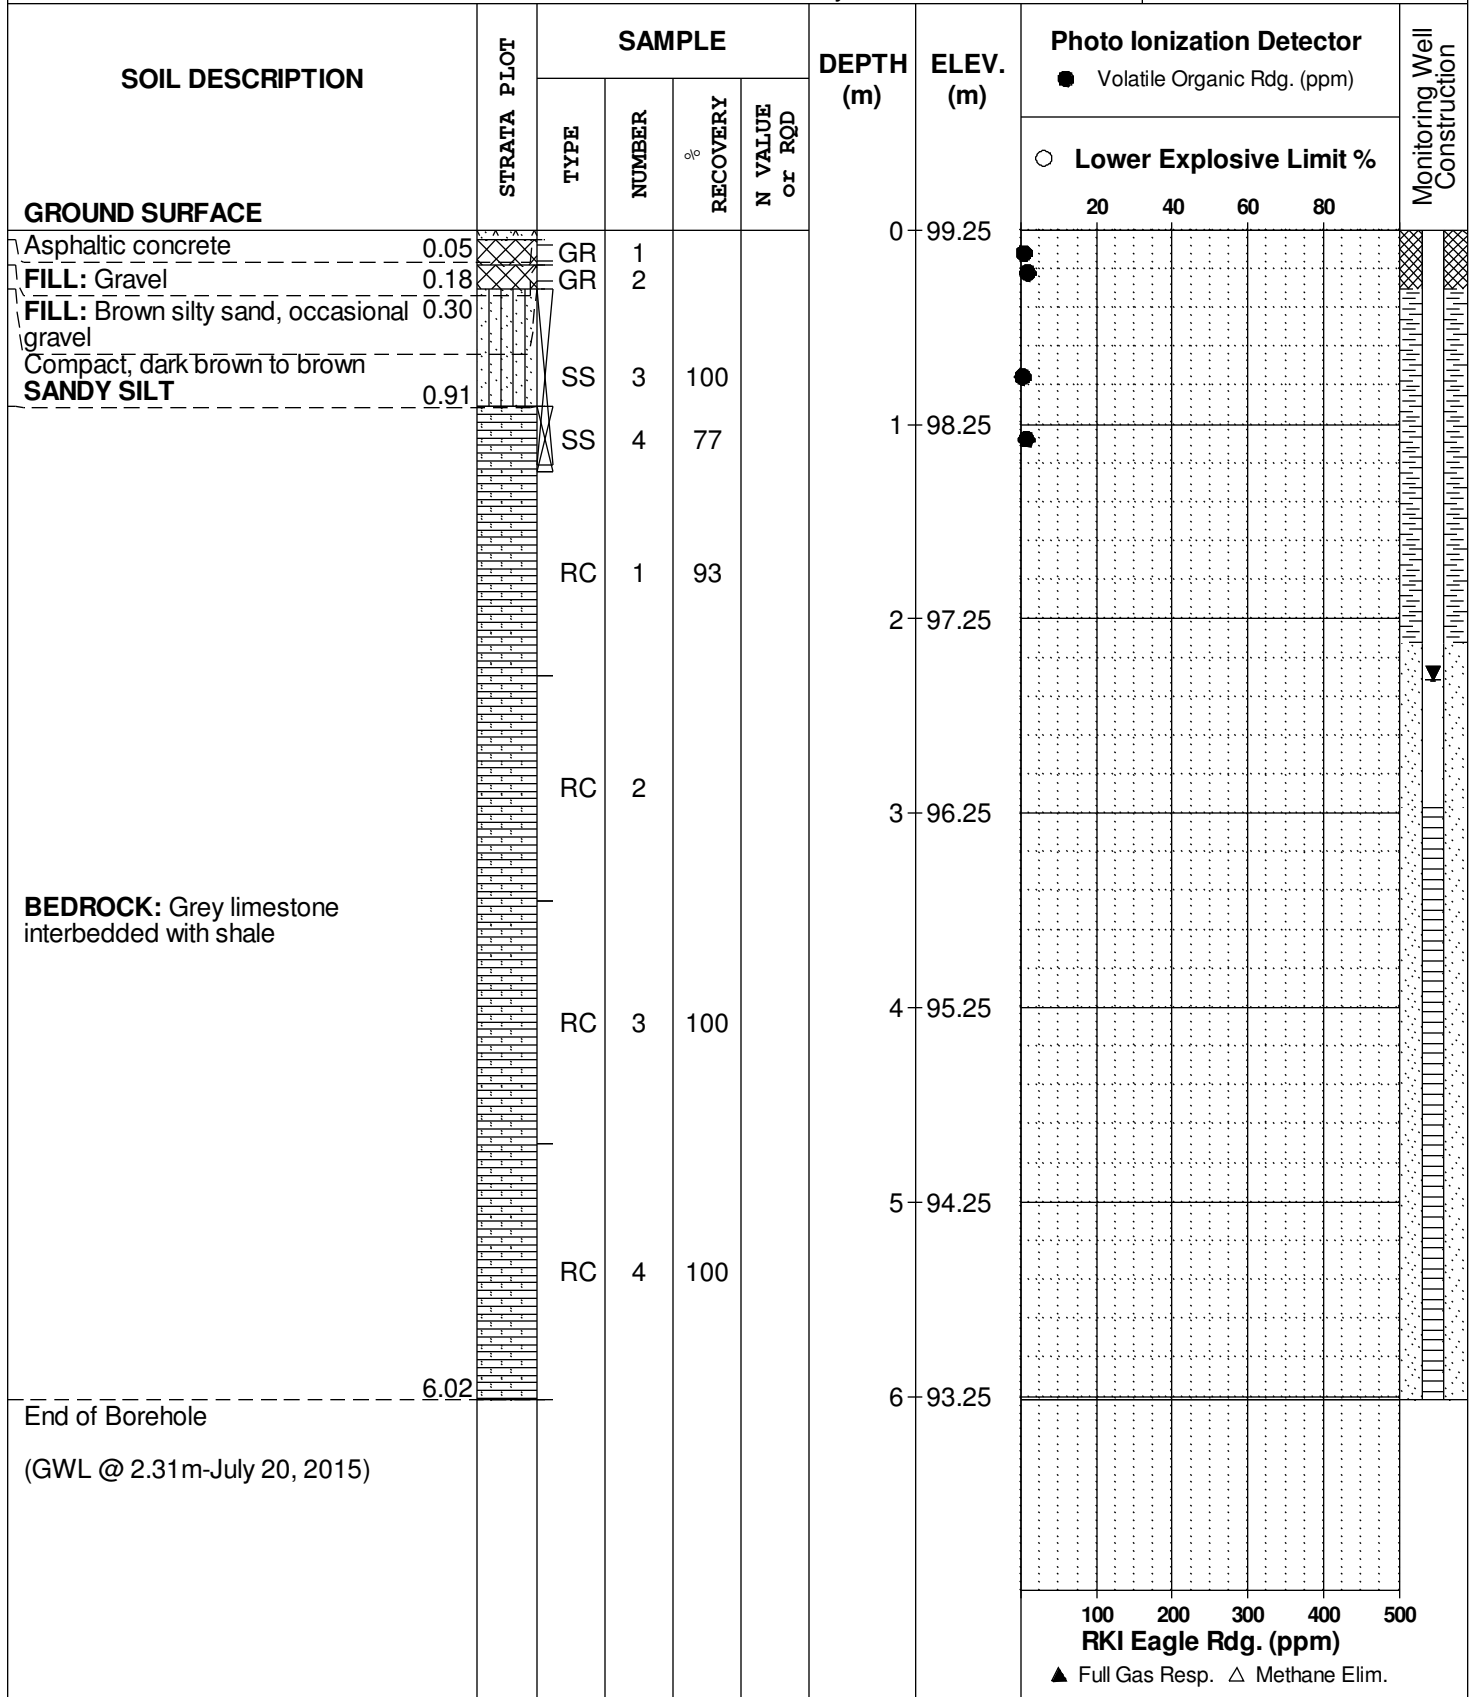 SOIL DESCRIPTION
GROUND SURFACE
STRATA PLOT
SAMPLE
TYPE
NUMBER
%
RECOVERY
N VALUE
or RQD
DEPTH
(m)
ELEV.
(m)
Photo Ionization Detector
● Volatile Organic Rdg. (ppm)
○ Lower Explosive Limit %
20 40 60 80
Monitoring Well
Construction
0 99.25
Asphaltic concrete 0.05
GR 1
FILL: Gravel 0.18
GR 2
FILL: Brown silty sand, occasional 0.30
gravel
Compact, dark brown to brown
SANDY SILT 0.91
SS 3 100
1 98.25
SS 4 77
RC 1 93
2 97.25
RC 2
3 96.25
BEDROCK: Grey limestone
interbedded with shale
4 95.25
RC 3 100
5 94.25
RC 4 100
6.02
6 93.25
End of Borehole
(GWL @ 2.31m-July 20, 2015)
100 200 300 400 500
RKI Eagle Rdg. (ppm)
▲ Full Gas Resp. △ Methane Elim.